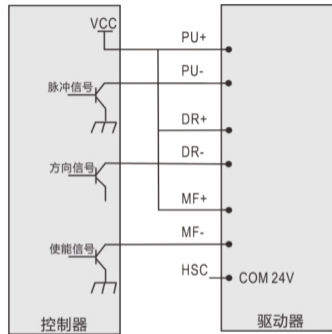 VCC
PU+
PU-
脉冲信号
DR+
方向信号
DR-
MF+
使能信号
MF-
HSC
COM 24V
控制器
驱动器